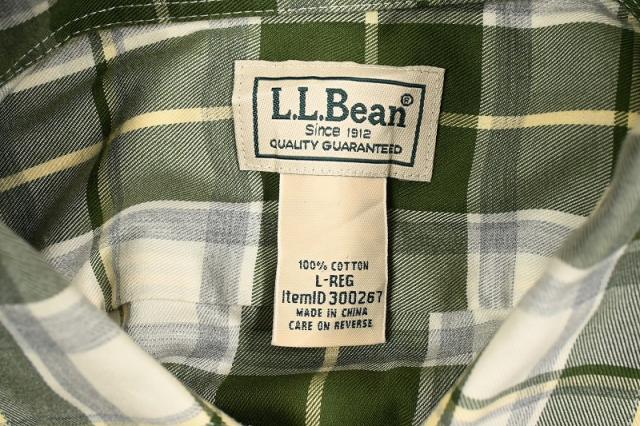 L.L.Bean®
Since 1912
QUALITY GUARANTEED
100% COTTON
L-REG
ItemID 300267
MADE IN CHINA
CARE ON REVERSE